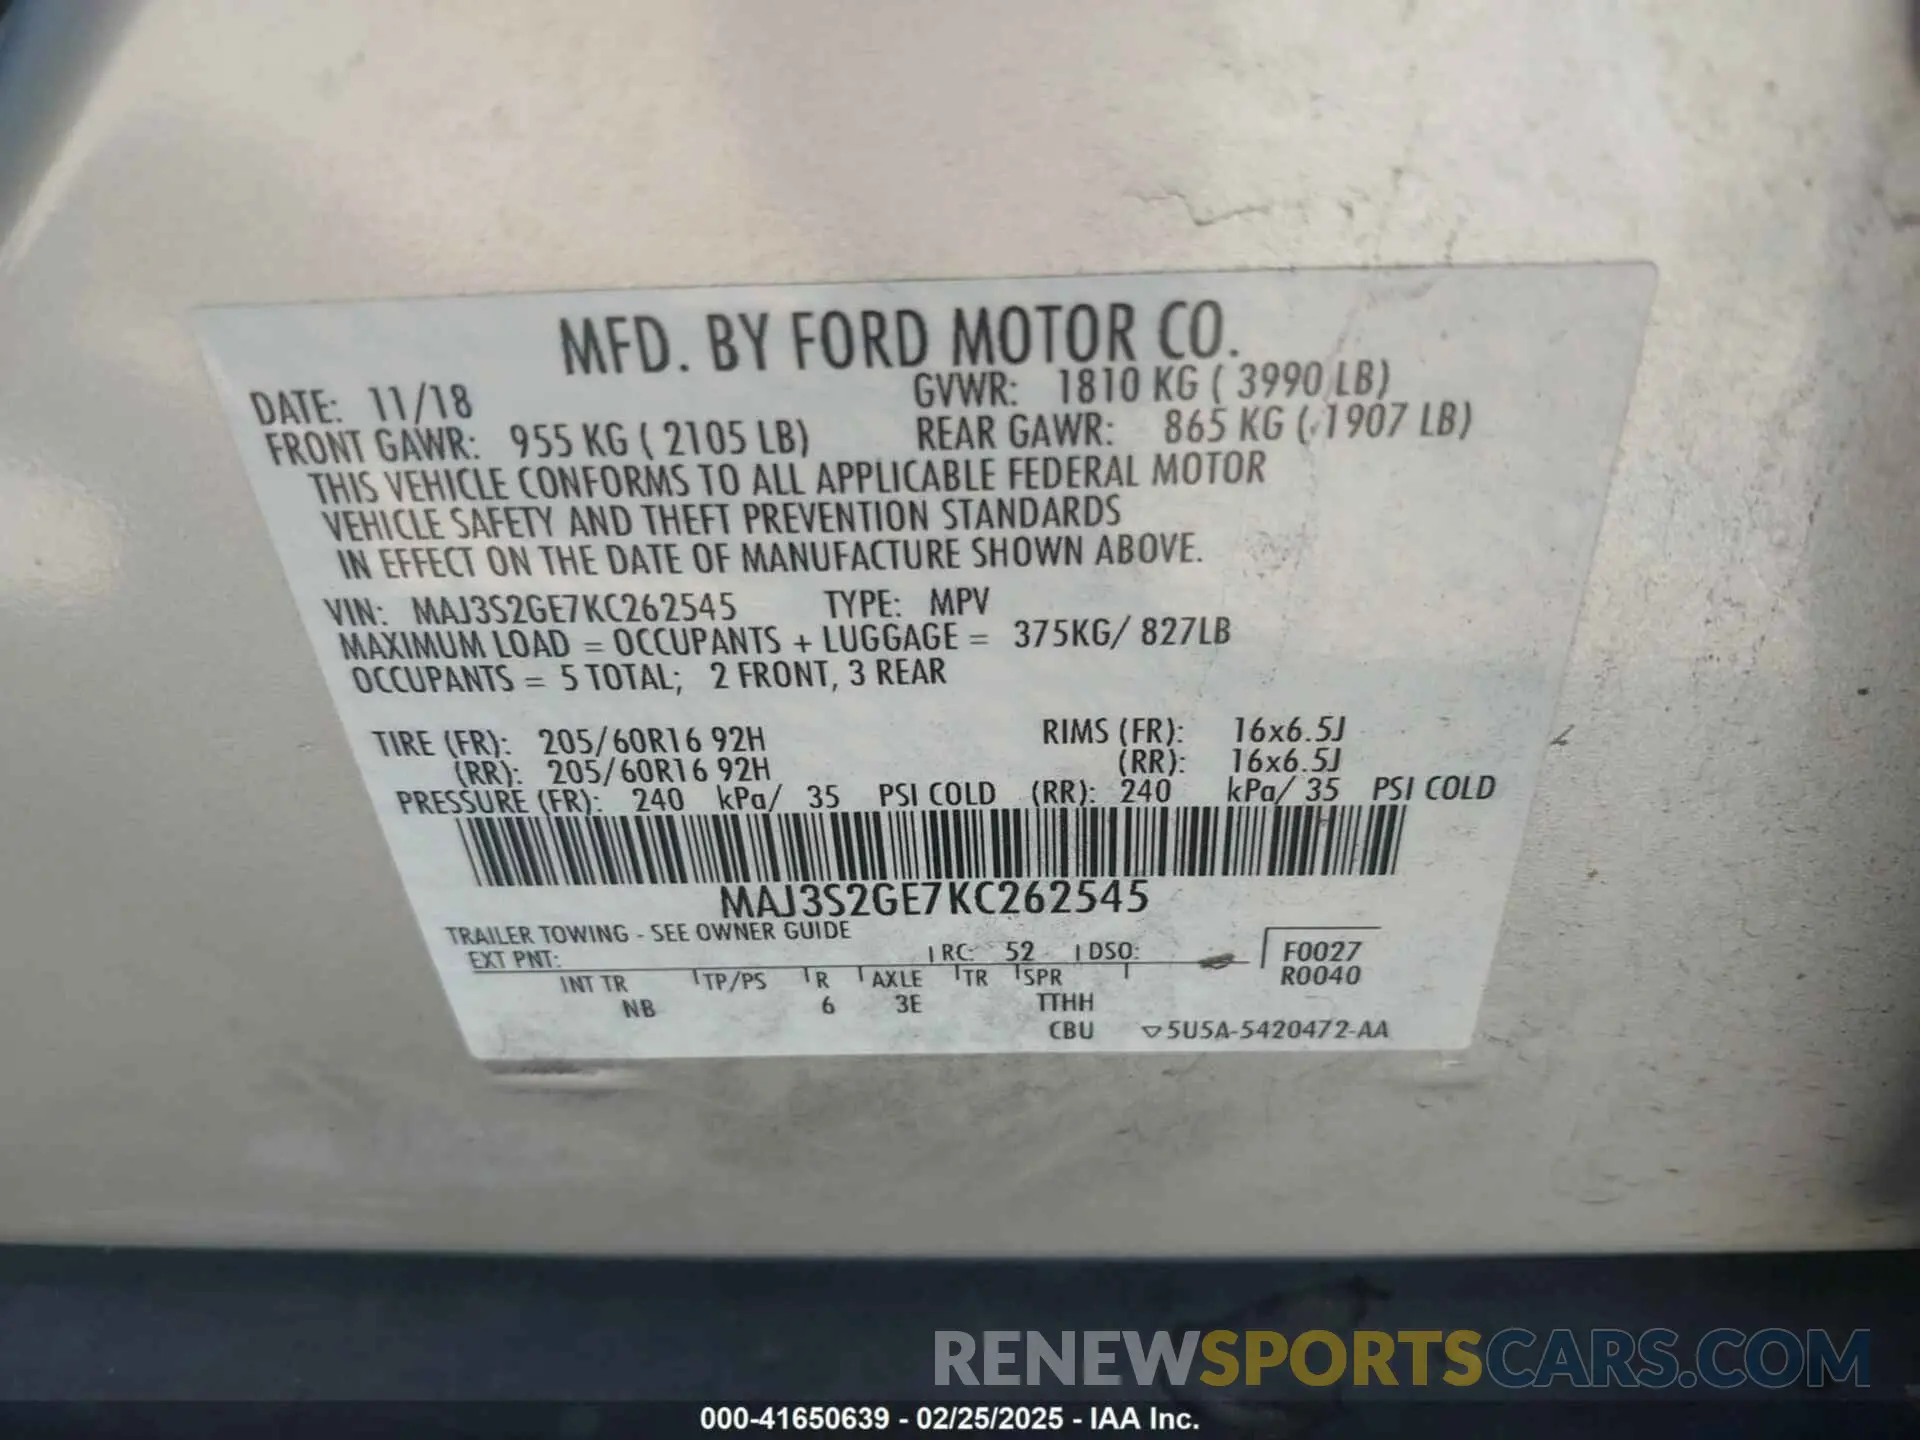 MFD. BY FORD MOTOR CO.
DATE: 11/18 GVWR: 1810 KG ( 3990 LB)
FRONT GAWR: 955 KG ( 2105 LB) REAR GAWR: 865 KG ( 1907 LB)
THIS VEHICLE CONFORMS TO ALL APPLICABLE FEDERAL MOTOR
VEHICLE SAFETY AND THEFT PREVENTION STANDARDS
IN EFFECT ON THE DATE OF MANUFACTURE SHOWN ABOVE.
VIN: MAJ3S2GE7KC262545 TYPE: MPV
MAXIMUM LOAD = OCCUPANTS + LUGGAGE = 375KG/ 827LB
OCCUPANTS = 5 TOTAL; 2 FRONT, 3 REAR
TIRE (FR): 205/60R16 92H RIMS (FR): 16x6.5J
(RR): 205/60R16 92H (RR): 16x6.5J
PRESSURE (FR): 240 kPa/ 35 PSI COLD (RR): 240 kPa/ 35 PSI COLD
MAJ3S2GE7KC262545
TRAILER TOWING - SEE OWNER GUIDE
EXT PNT: RC: 52 DSO: F0027
INT TR TP/PS R AXLE TR SPR R0040
NB 6 3E TTHH
CBU ▽5U5A-5420472-AA
RENEWSPORTSCARS.COM
000-41650639 - 02/25/2025 - IAA Inc.